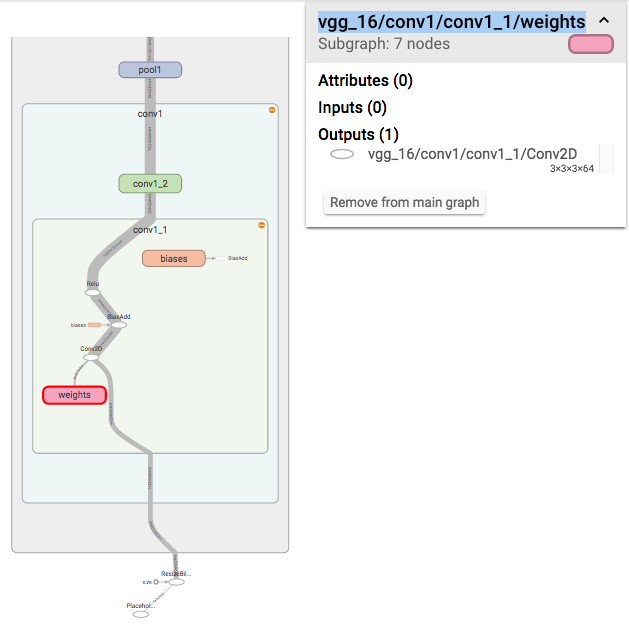 pool1
conv1
conv1_2
conv1_1
biases
BiasAdd
Relu
BiasAdd
biases
Conv2D
weights
ResizeBil...
size
Placehol...
vgg_16/conv1/conv1_1/weights
Subgraph: 7 nodes
Attributes (0)
Inputs (0)
Outputs (1)
vgg_16/conv1/conv1_1/Conv2D
3×3×3×64
Remove from main graph